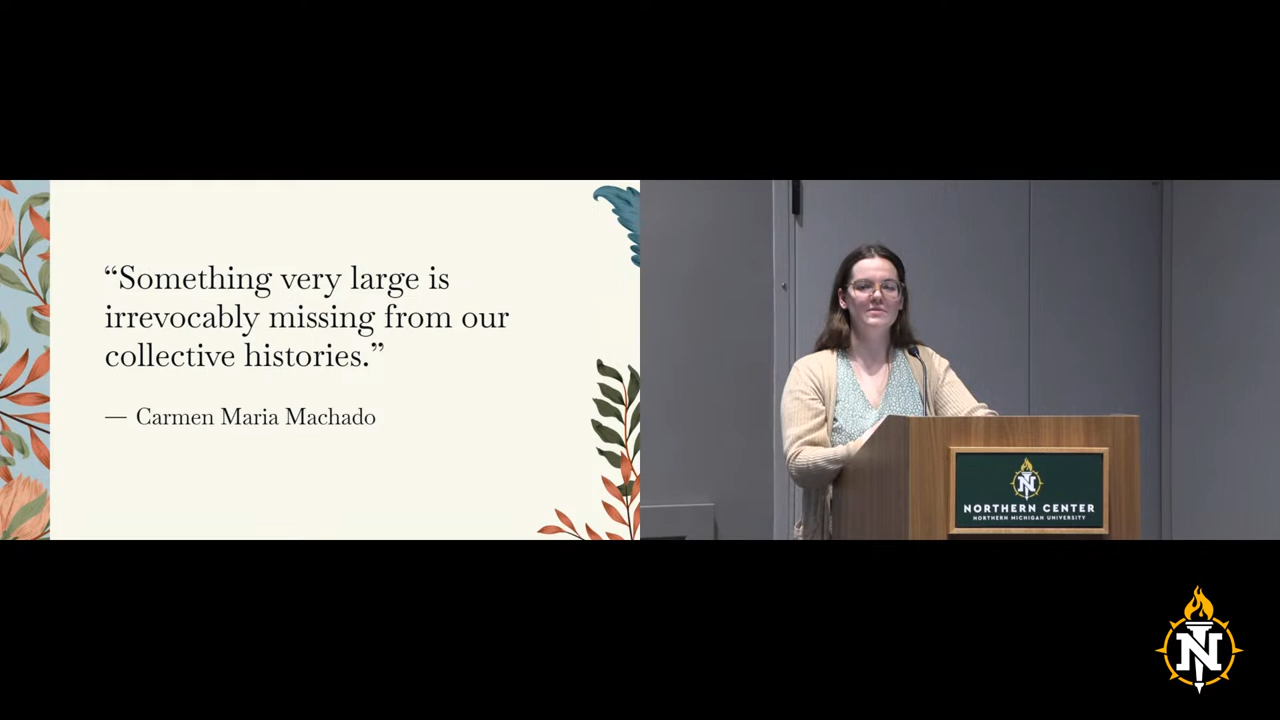 “Something very large is
irrevocably missing from our
collective histories.”
— Carmen Maria Machado
N
NORTHERN CENTER
NORTHERN MICHIGAN UNIVERSITY
N